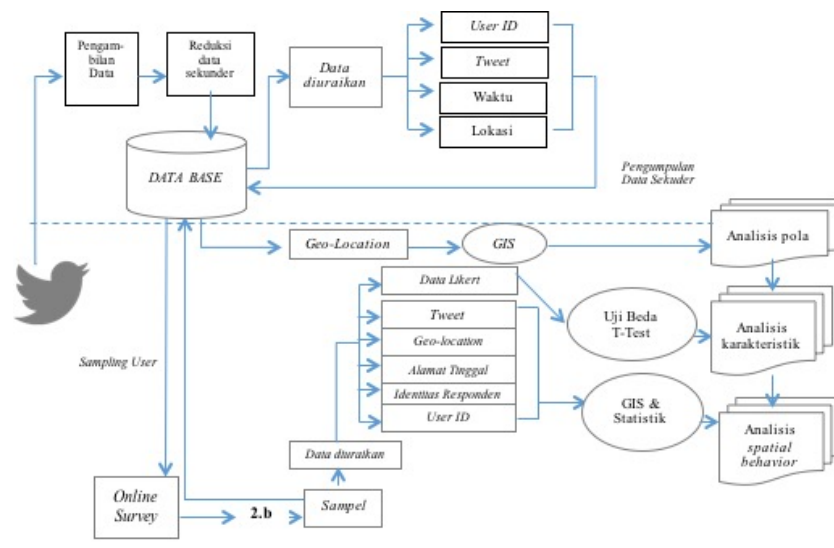 Pengam-
bilan
Data
Reduksi
data
sekunder
Data
diuraikan
User ID
Tweet
Waktu
Lokasi
DATA BASE
Pengumpulan
Data Sekuder
Geo-Location
GIS
Analisis pola
Data Likert
Tweet
Geo-location
Alamat Tinggal
Identitas Responden
User ID
Uji Beda
T-Test
Analisis
karakteristik
Sampling User
GIS &
Statistik
Analisis
spatial
behavior
Data diuraikan
Online
Survey
2.b
Sampel